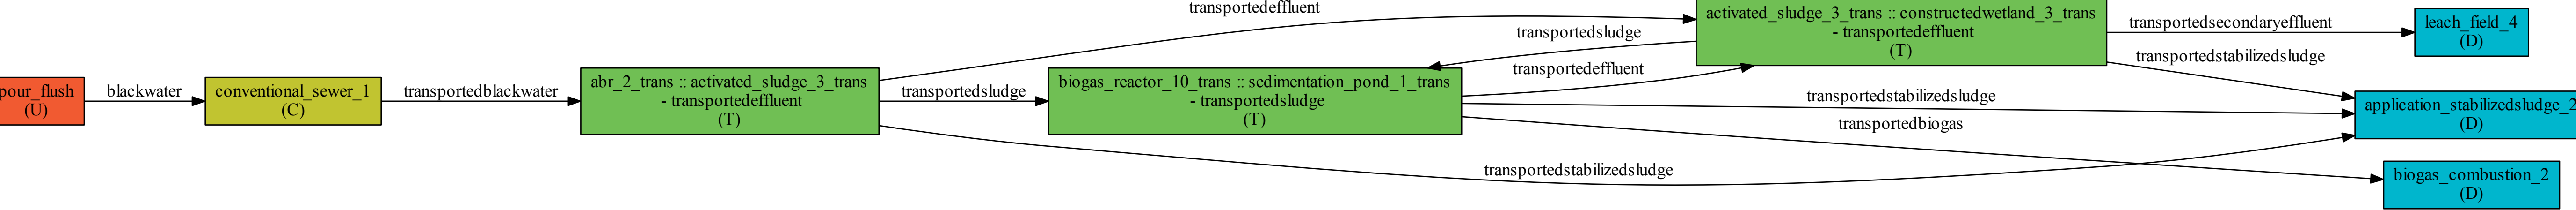 pour_flush
(U)
blackwater
conventional_sewer_1
(C)
transportedblackwater
abr_2_trans :: activated_sludge_3_trans
- transportedeffluent
(T)
transportedeffluent
transportedsludge
biogas_reactor_10_trans :: sedimentation_pond_1_trans
- transportedsludge
(T)
transportedsludge
transportedeffluent
activated_sludge_3_trans :: constructedwetland_3_trans
- transportedeffluent
(T)
transportedstabilizedsludge
transportedbiogas
transportedstabilizedsludge
transportedsecondaryeffluent
transportedstabilizedsludge
leach_field_4
(D)
application_stabilizedsludge_2
(D)
biogas_combustion_2
(D)